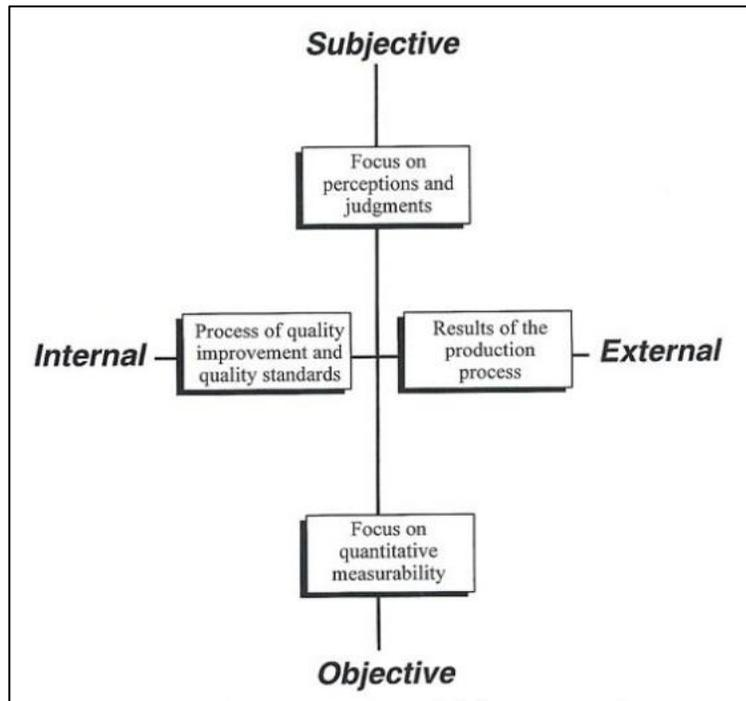 Subjective
Focus on
perceptions and
judgments
Internal
Process of quality
improvement and
quality standards
Results of the
production
process
External
Focus on
quantitative
measurability
Objective